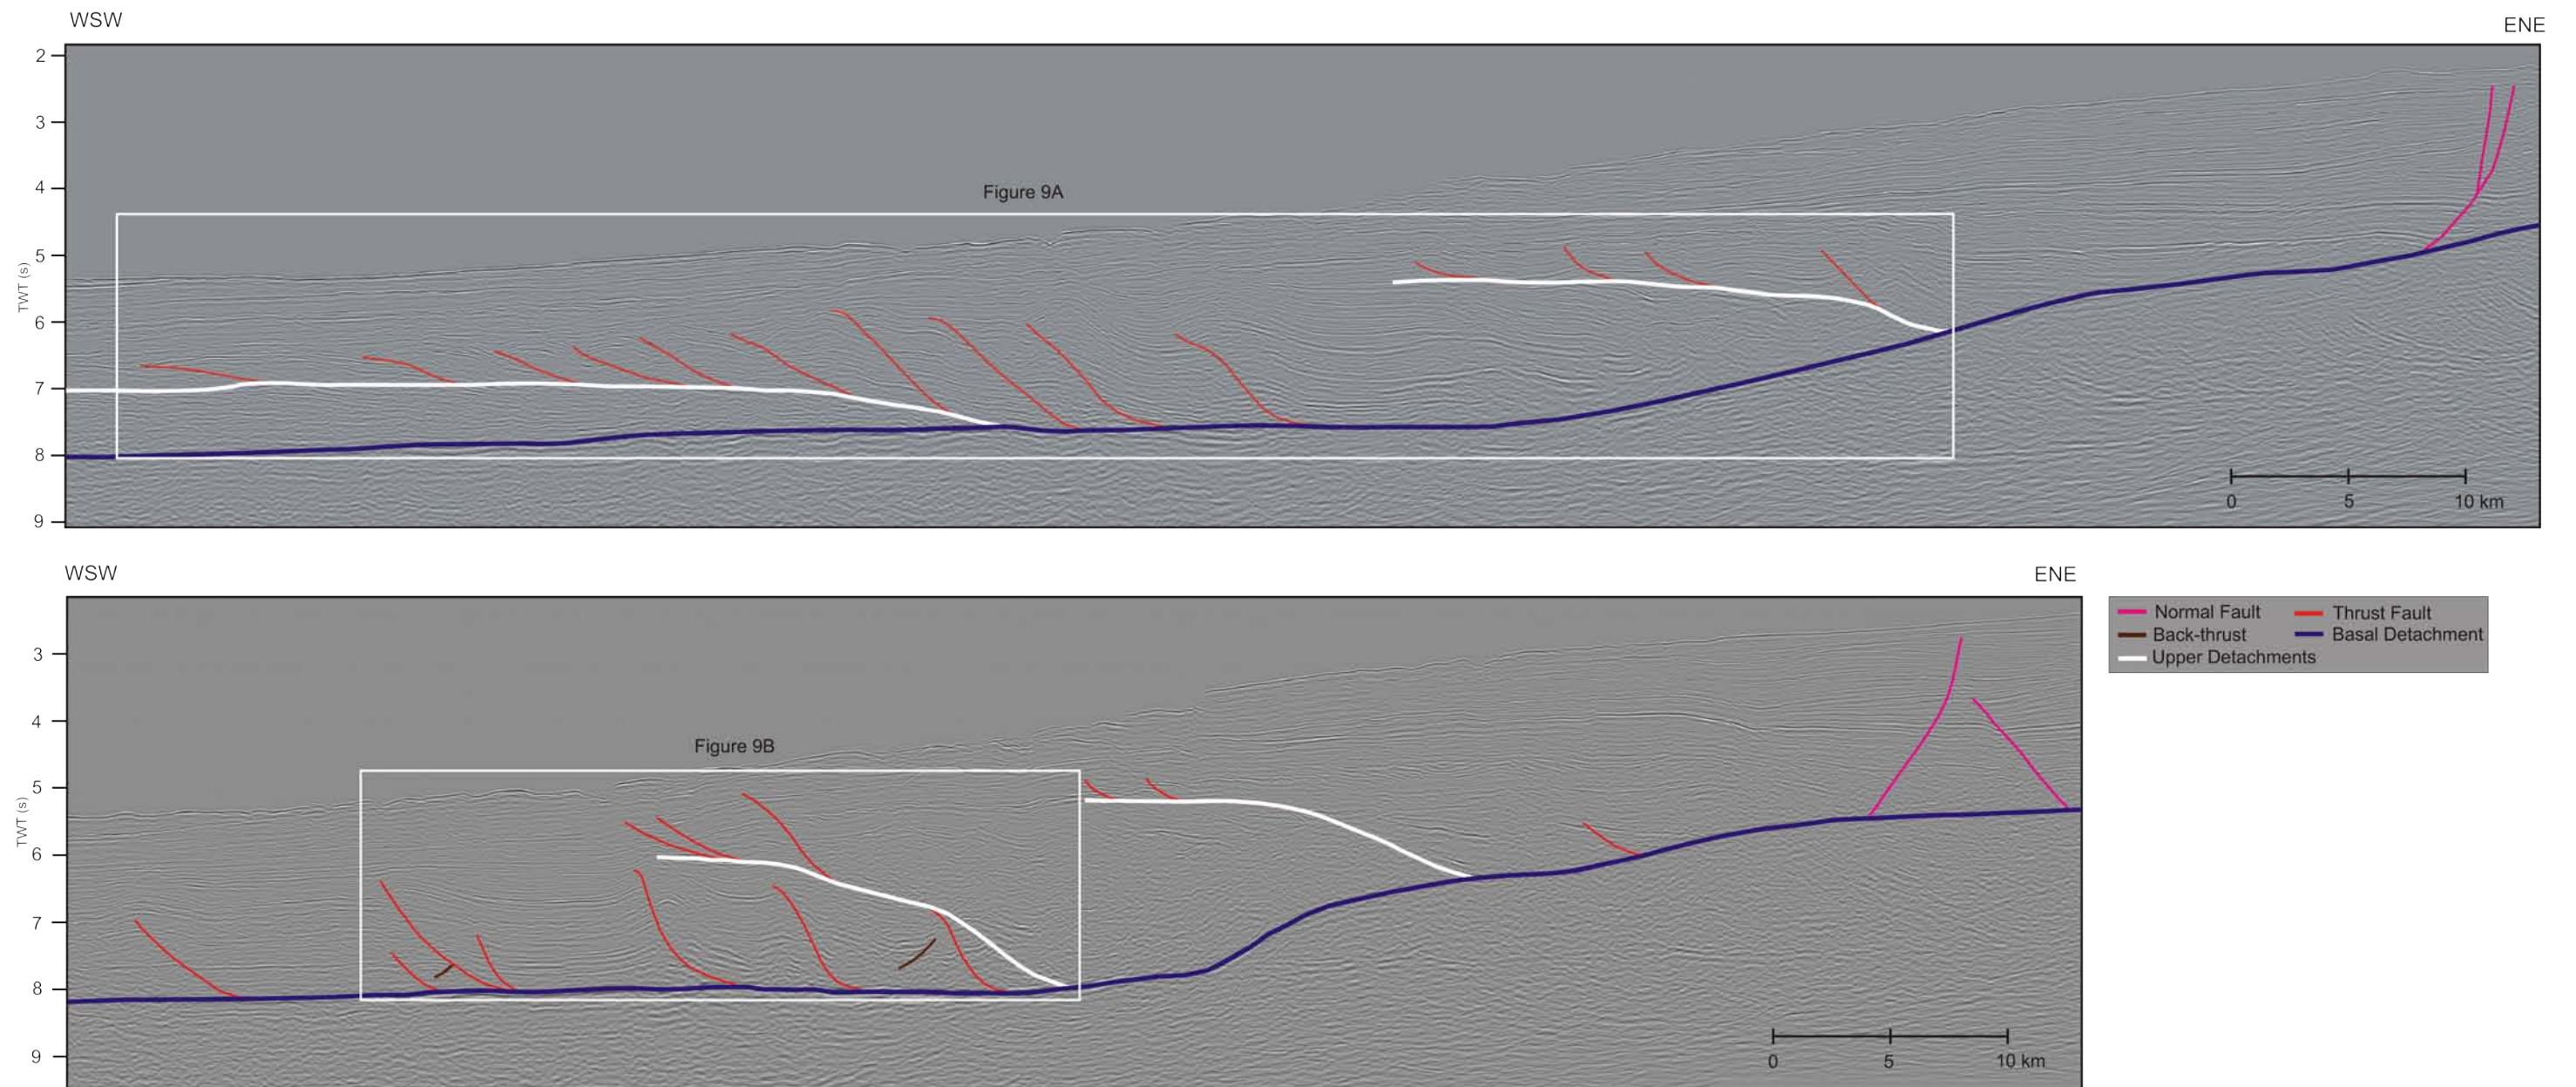 WSW
ENE
2
3
4
5
6
7
8
9
TWT (s)
Figure 9A
0 5 10 km
WSW
ENE
3
4
5
6
7
8
9
TWT (s)
Figure 9B
0 5 10 km
Normal Fault Thrust Fault
Back-thrust Basal Detachment
Upper Detachments